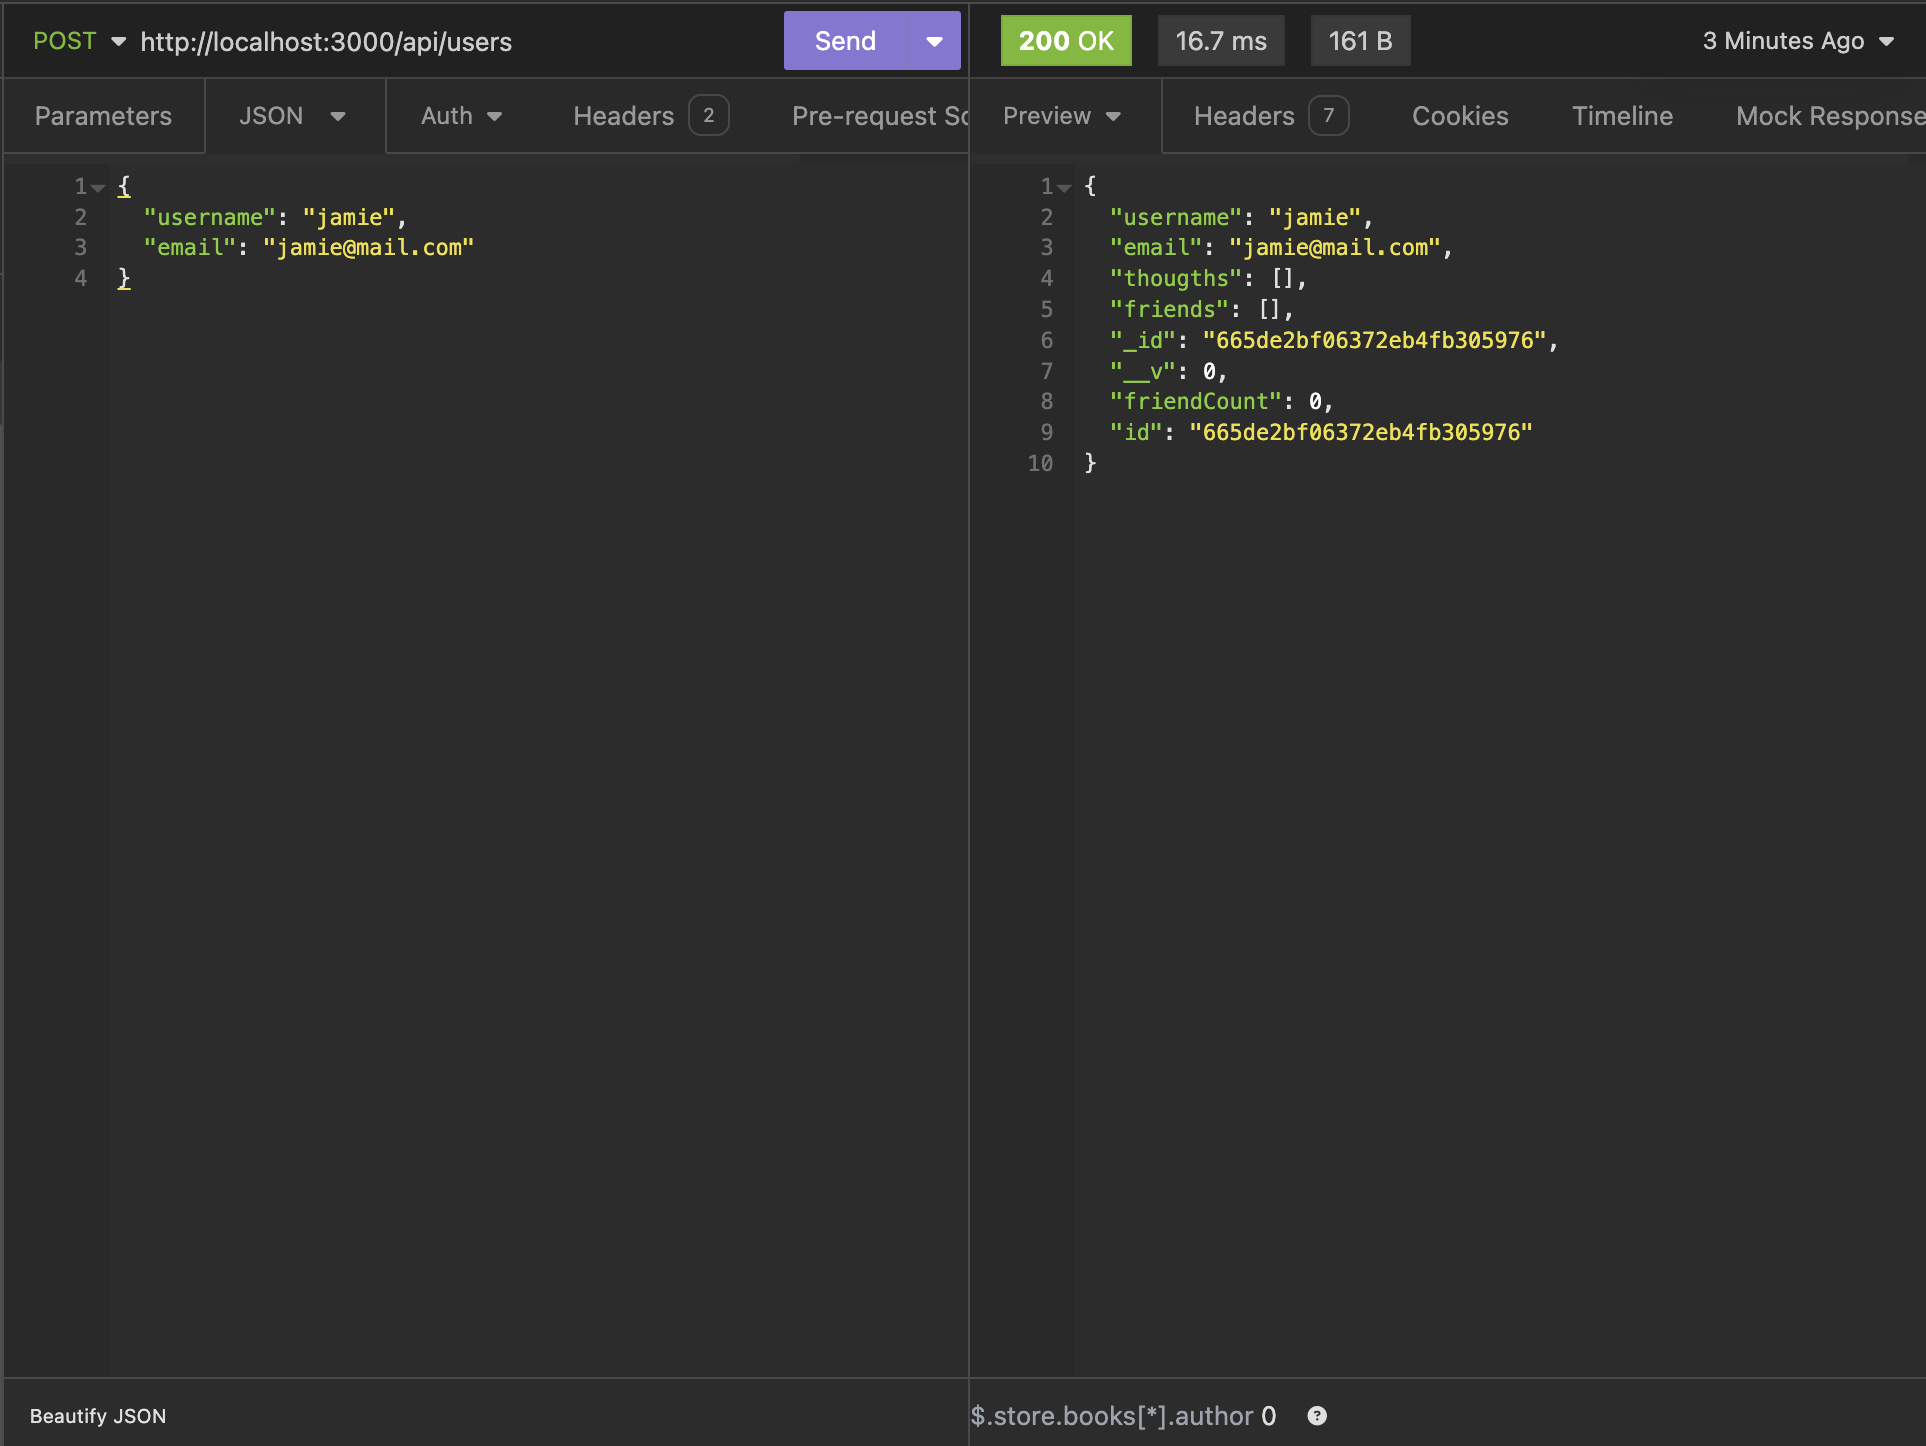 POST http://localhost:3000/api/users Send
200 OK 16.7 ms 161 B 3 Minutes Ago
Parameters JSON Auth Headers 2 Pre-request Sc
Preview Headers 7 Cookies Timeline Mock Response
1 {
2 "username": "jamie",
3 "email": "jamie@mail.com"
4 }
1 {
2 "username": "jamie",
3 "email": "jamie@mail.com",
4 "thougths": [],
5 "friends": [],
6 "_id": "665de2bf06372eb4fb305976",
7 "__v": 0,
8 "friendCount": 0,
9 "id": "665de2bf06372eb4fb305976"
10 }
Beautify JSON
$.store.books[*].author 0 ?